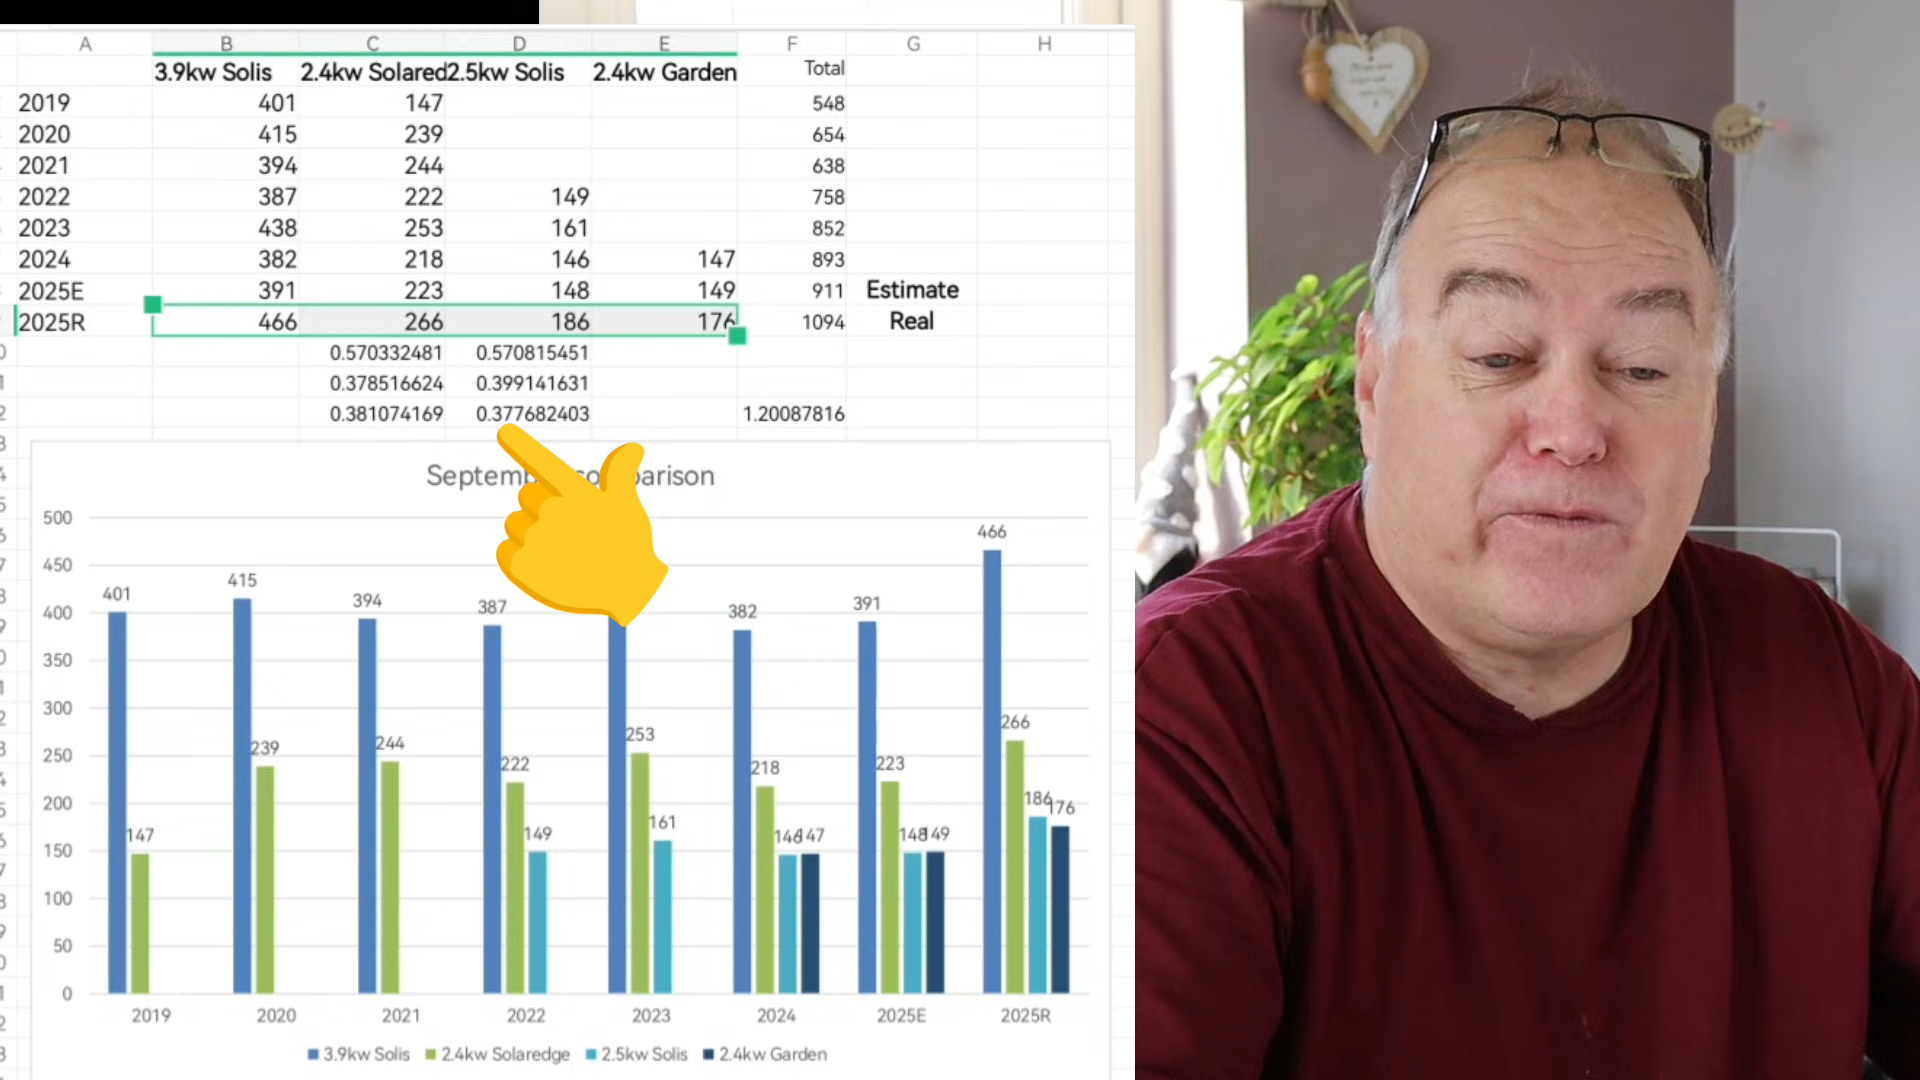 A B C D E F G H
3.9kw Solis 2.4kw Solared 2.5kw Solis 2.4kw Garden Total
2019 401 147 548
2020 415 239 654
2021 394 244 638
2022 387 222 149 758
2023 438 253 161 852
2024 382 218 146 147 893
2025E 391 223 148 149 911 Estimate
2025R 466 266 186 176 1094 Real
0.570332481 0.570815451
0.378516624 0.399141631
0.381074169 0.377682403 1.20087816
500
450
400
350
300
250
200
150
100
50
0
401
147
415
239
394
244
387
222
149
253
161
382
218
146
147
391
223
148
149
466
266
186
176
2019 2020 2021 2022 2023 2024 2025E 2025R
3.9kw Solis 2.4kw Solaredge 2.5kw Solis 2.4kw Garden